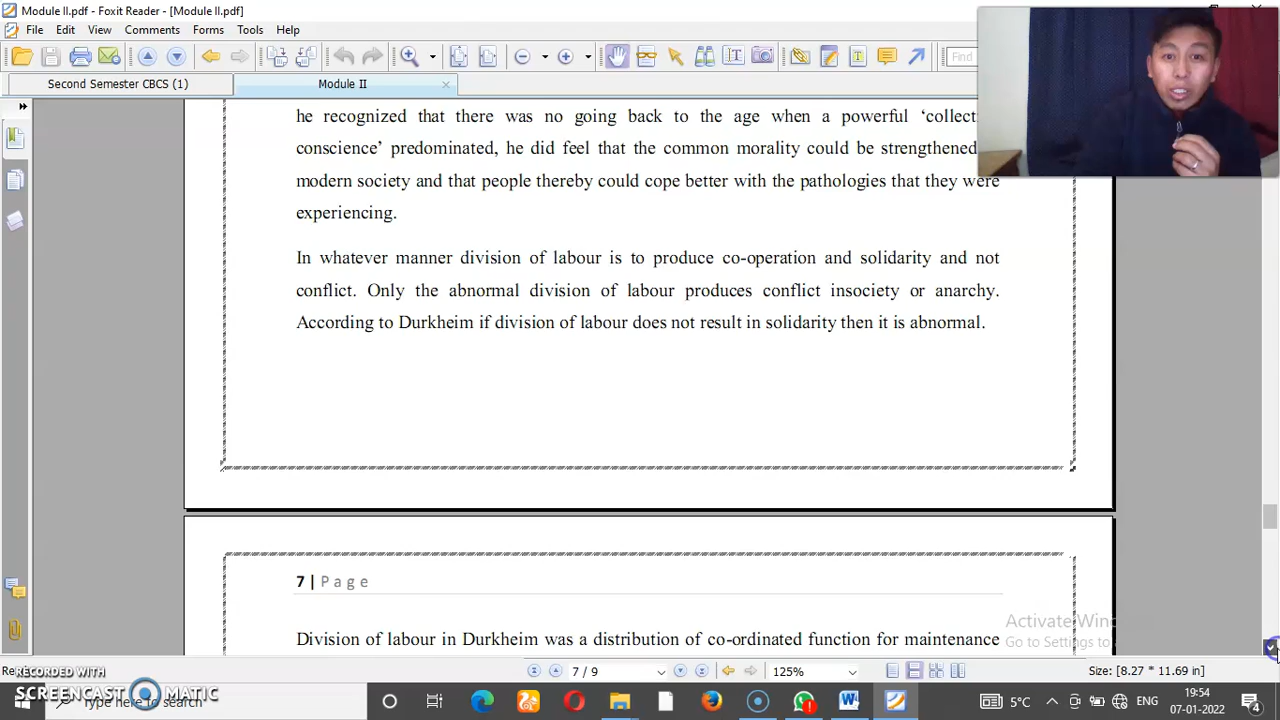 Module II.pdf - Foxit Reader - [Module II.pdf]
File Edit View Comments Forms Tools Help
Find
Second Semester CBCS (1) Module II
he recognized that there was no going back to the age when a powerful ‘collect
conscience’ predominated, he did feel that the common morality could be strengthened
modern society and that people thereby could cope better with the pathologies that they were
experiencing.
In whatever manner division of labour is to produce co-operation and solidarity and not
conflict. Only the abnormal division of labour produces conflict insociety or anarchy.
According to Durkheim if division of labour does not result in solidarity then it is abnormal.
7 | Page
Activate Win
Division of labour in Durkheim was a distribution of co-ordinated function for maintenance
Go to Settings to
Re
7 / 9 125% Size: [8.27 * 11.69 in]
RECORDED WITH
SCREENCAST MATIC
Type here to search
5°C ENG 19:54
07-01-2022 4